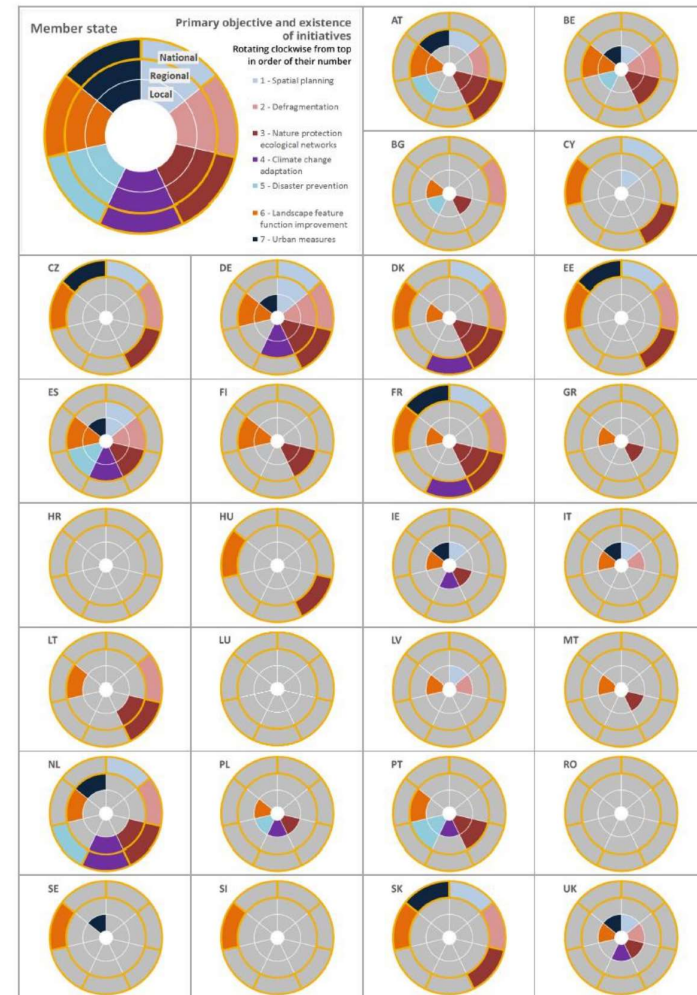 Member state
Primary objective and existence
of initiatives
Rotating clockwise from top
in order of their number
National
Regional
Local
1 - Spatial planning
2 - Defragmentation
3 - Nature protection
ecological networks
4 - Climate change
adaptation
5 - Disaster prevention
6 - Landscape feature
function improvement
7 - Urban measures
AT
BE
BG
CY
CZ
DE
DK
EE
ES
FI
FR
GR
HR
HU
IE
IT
LT
LU
LV
MT
NL
PL
PT
RO
SE
SI
SK
UK